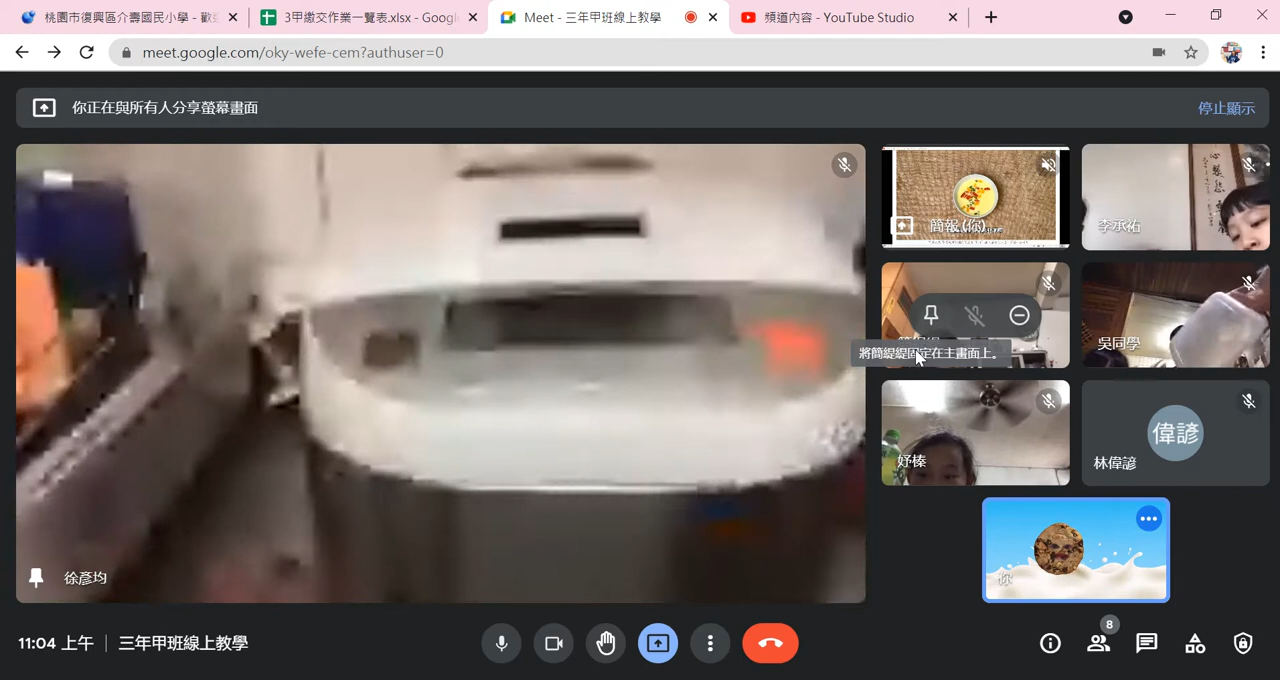 桃園市復興區介壽國民小學 - 歡
3甲繳交作業一覽表.xlsx - Googl
Meet - 三年甲班線上教學
頻道內容 - YouTube Studio
meet.google.com/oky-wefe-cem?authuser=0
你正在與所有人分享螢幕畫面
停止顯示
簡報 (你)
李承祐
將簡緹緹固定在主畫面上。
吳同學
妤榛
偉諺
林偉諺
你
徐彥均
11:04 上午
三年甲班線上教學
8